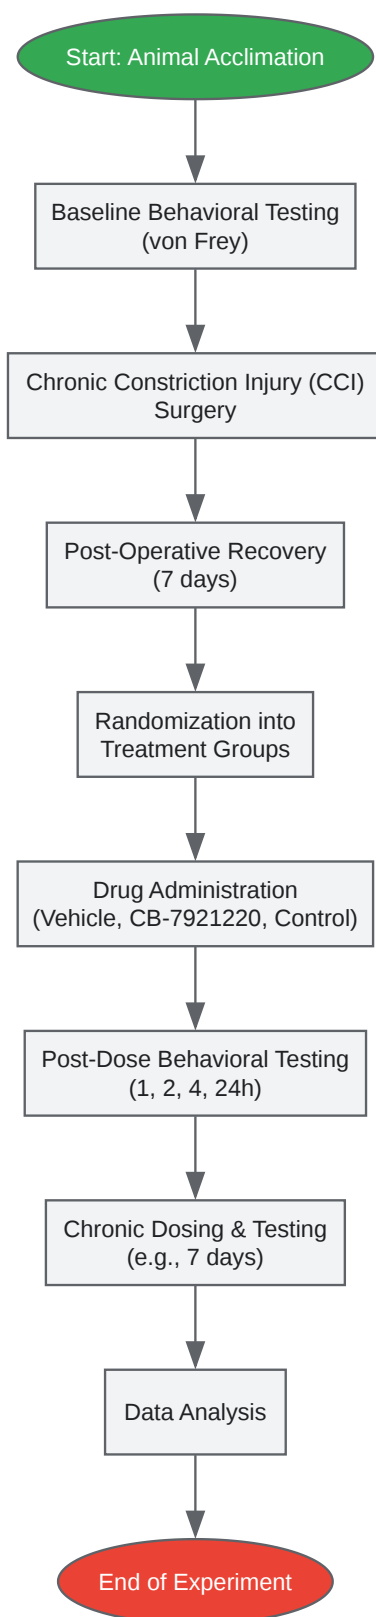 Start: Animal Acclimation
Baseline Behavioral Testing
(von Frey)
Chronic Constriction Injury (CCI)
Surgery
Post-Operative Recovery
(7 days)
Randomization into
Treatment Groups
Drug Administration
(Vehicle, CB-7921220, Control)
Post-Dose Behavioral Testing
(1, 2, 4, 24h)
Chronic Dosing & Testing
(e.g., 7 days)
Data Analysis
End of Experiment